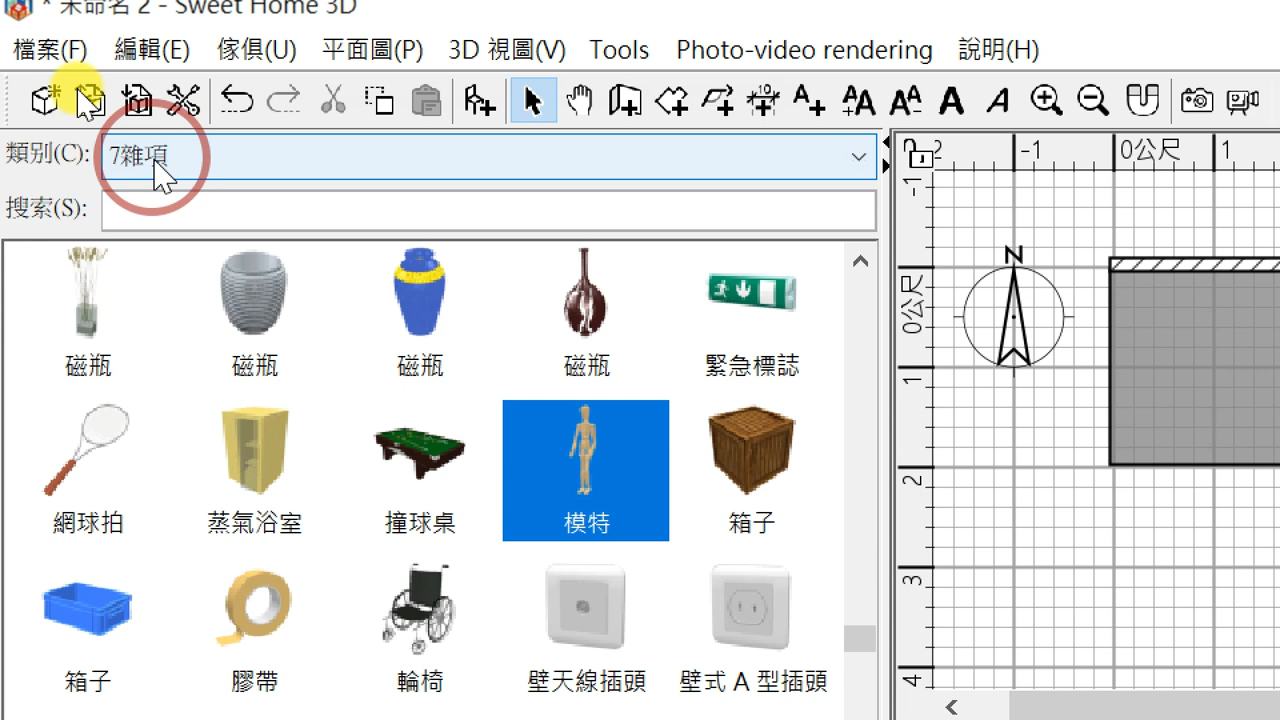 * 未命名 2 - Sweet Home 3D
檔案(F) 編輯(E) 傢俱(U) 平面圖(P) 3D 視圖(V) Tools Photo-video rendering 說明(H)
類別(C): 7雜項
搜索(S):
磁瓶 磁瓶 磁瓶 磁瓶 緊急標誌
網球拍 蒸氣浴室 撞球桌 模特 箱子
箱子 膠帶 輪椅 壁天線插頭 壁式 A 型插頭
2 -1 0公尺 1
-1
0公尺
1
2
3
4
N